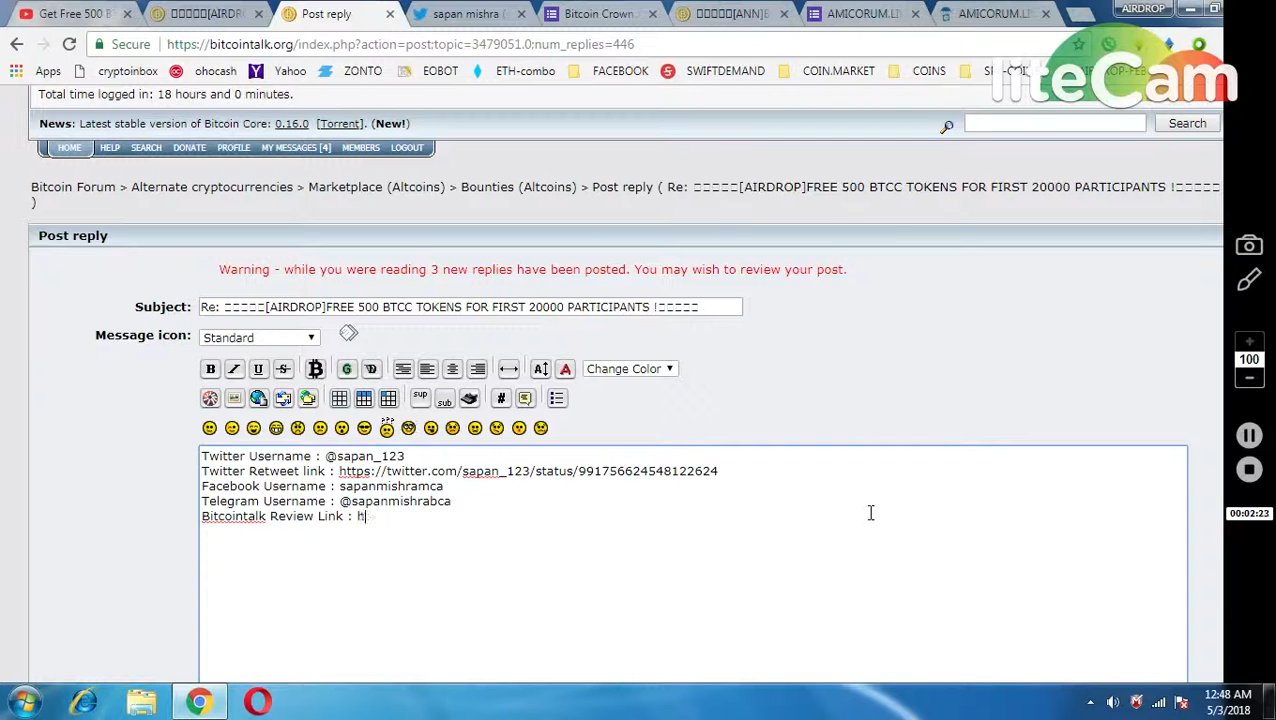 Get Free 500 B
[AIRDR
Post reply
sapan mishra
Bitcoin Crown
[ANN]
AMICORUM.LI
AMICORUM.LI
AIRDROP
Secure
https://bitcointalk.org/index.php?action=post;topic=3479051.0;num_replies=446
Apps
cryptoinbox
ohocash
Yahoo
ZONTO
EOBOT
ETH-combo
FACEBOOK
SWIFTDEMAND
COIN.MARKET
COINS
liteCam
Total time logged in: 18 hours and 0 minutes.
News: Latest stable version of Bitcoin Core: 0.16.0 [Torrent]. (New!)
Search
HOME HELP SEARCH DONATE PROFILE MY MESSAGES [4] MEMBERS LOGOUT
Bitcoin Forum > Alternate cryptocurrencies > Marketplace (Altcoins) > Bounties (Altcoins) > Post reply ( Re: □□□□□[AIRDROP]FREE 500 BTCC TOKENS FOR FIRST 20000 PARTICIPANTS !□□□□□
)
Post reply
Warning - while you were reading 3 new replies have been posted. You may wish to review your post.
Subject: Re: □□□□□[AIRDROP]FREE 500 BTCC TOKENS FOR FIRST 20000 PARTICIPANTS !□□□□□
Message icon: Standard
Change Color
Twitter Username : @sapan_123
Twitter Retweet link : https://twitter.com/sapan_123/status/991756624548122624
Facebook Username : sapanmishramca
Telegram Username : @sapanmishrabca
Bitcointalk Review Link : h
100
00:02:23
12:48 AM
5/3/2018